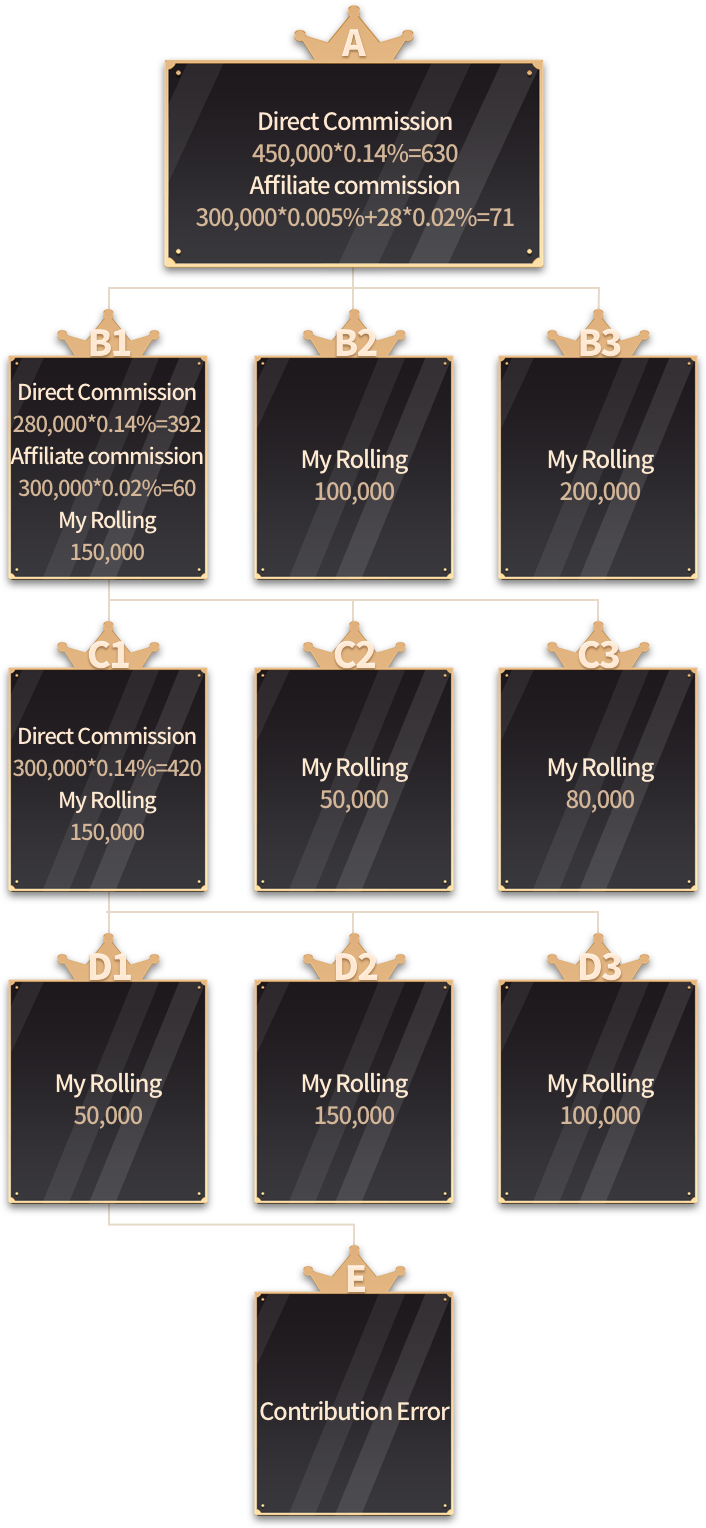 A
Direct Commission
450,000*0.14%=630
Affiliate commission
300,000*0.005%+28*0.02%=71
B1
Direct Commission
280,000*0.14%=392
Affiliate commission
300,000*0.02%=60
My Rolling
150,000
B2
My Rolling
100,000
B3
My Rolling
200,000
C1
Direct Commission
300,000*0.14%=420
My Rolling
150,000
C2
My Rolling
50,000
C3
My Rolling
80,000
D1
My Rolling
50,000
D2
My Rolling
150,000
D3
My Rolling
100,000
E
Contribution Error